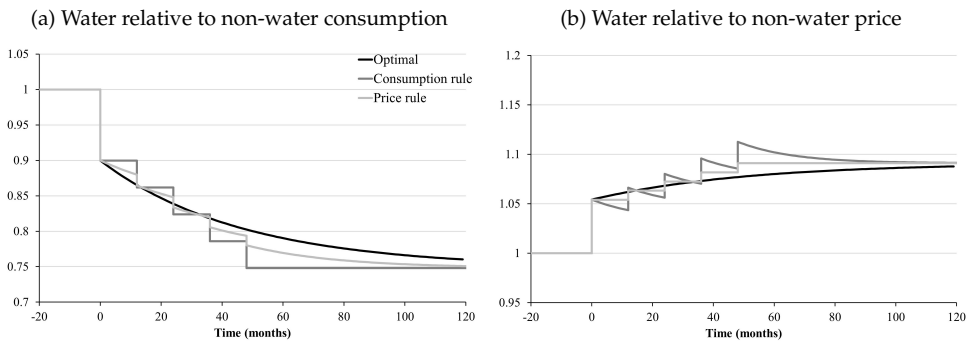 (a) Water relative to non-water consumption
1.05
1
0.95
0.9
0.85
0.8
0.75
0.7
-20 0 20 40 60 80 100 120
Time (months)
Optimal
Consumption rule
Price rule
(b) Water relative to non-water price
1.2
1.15
1.1
1.05
1
0.95
-20 0 20 40 60 80 100 120
Time (months)